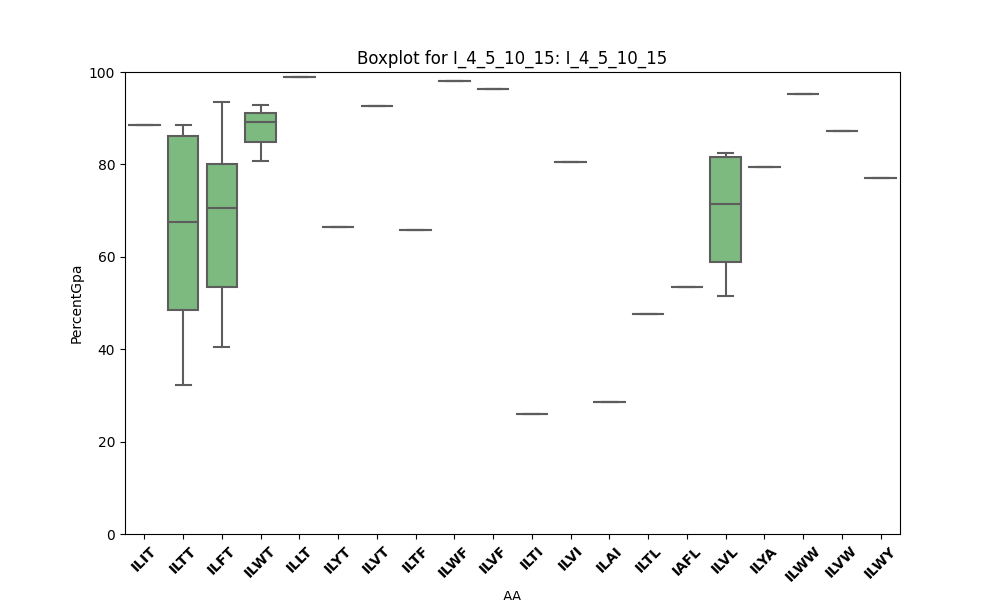 Boxplot for I_4_5_10_15: I_4_5_10_15
PercentGpa
100
80
60
40
20
0
ILIT ILTT ILFT ILWT ILLT ILYT ILVT ILTF ILWF ILVF ILTI ILVI ILAI ILTL IAFL ILVL ILYA ILWW ILVW ILWY
AA